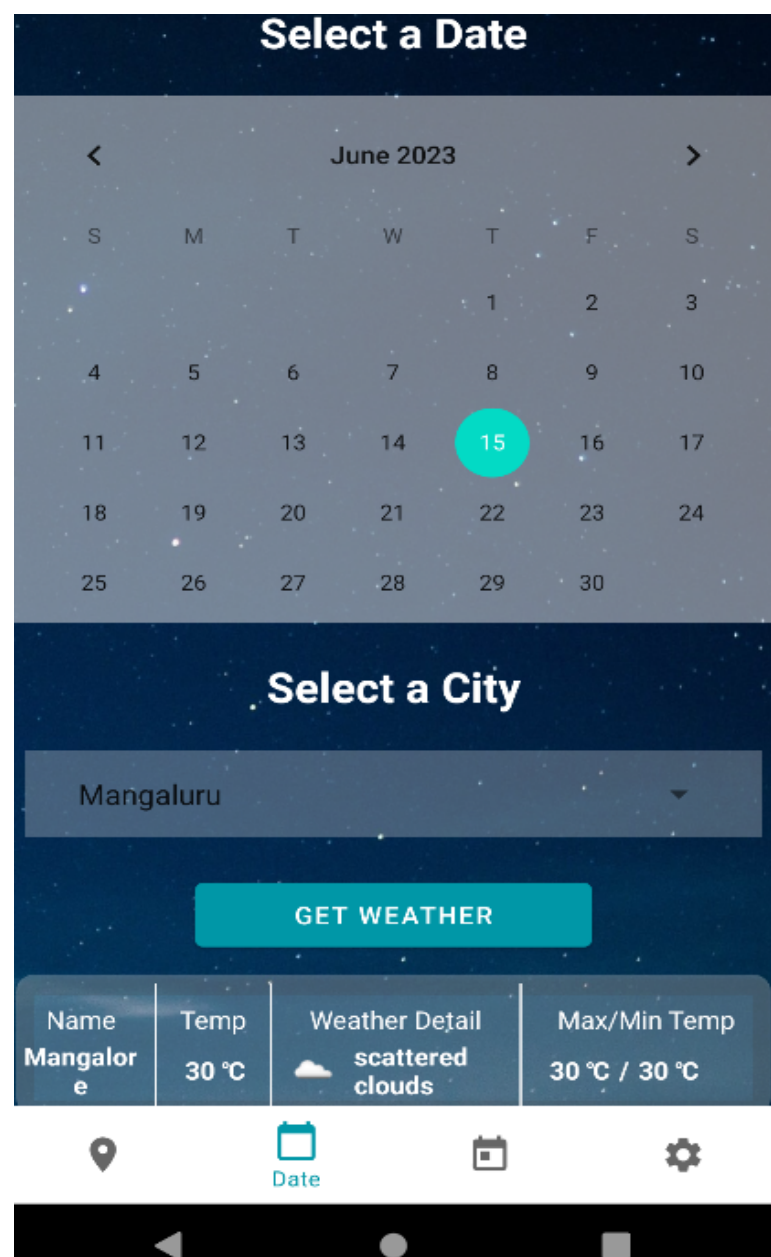 Select a Date
June 2023
S M T W T F S
1 2 3
4 5 6 7 8 9 10
11 12 13 14 15 16 17
18 19 20 21 22 23 24
25 26 27 28 29 30
Select a City
Mangaluru
GET WEATHER
Name Temp Weather Detail Max/Min Temp
Mangalor
e
30 °C
scattered
clouds
30 °C / 30 °C
Date